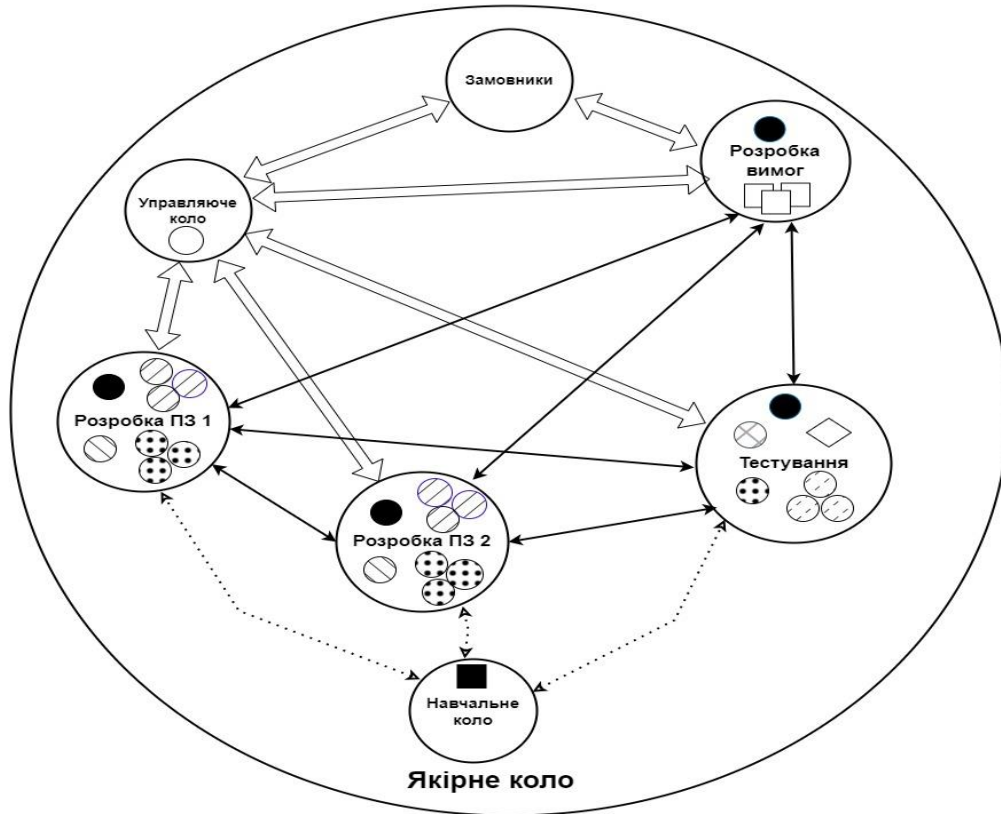 Замовники
Розробка
вимог
Управляюче
коло
Розробка ПЗ 1
Тестування
Розробка ПЗ 2
Навчальне
коло
Якірне коло